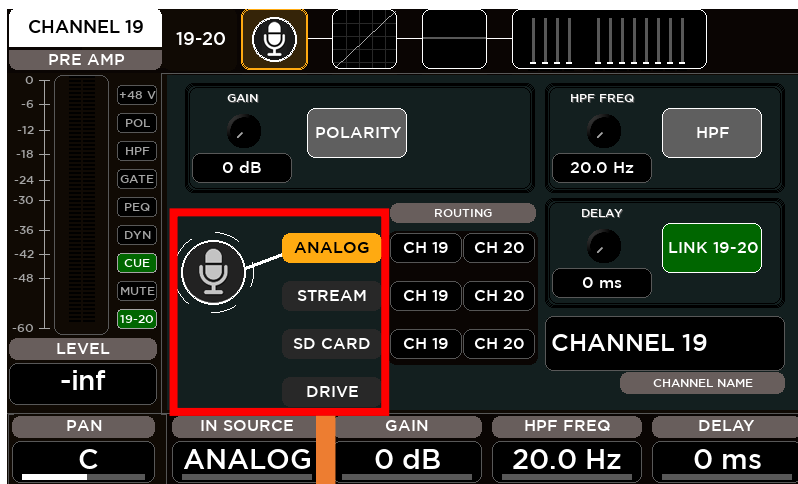 CHANNEL 19
19-20
PRE AMP
0
-6
-12
-18
-24
-30
-36
-42
-48
-60
+48 V
POL
HPF
GATE
PEQ
DYN
CUE
MUTE
19-20
LEVEL
-inf
GAIN
0 dB
POLARITY
HPF FREQ
20.0 Hz
HPF
ROUTING
ANALOG CH 19 CH 20
STREAM CH 19 CH 20
SD CARD CH 19 CH 20
DRIVE
DELAY
0 ms
LINK 19-20
CHANNEL 19
CHANNEL NAME
PAN IN SOURCE GAIN HPF FREQ DELAY
C ANALOG 0 dB 20.0 Hz 0 ms